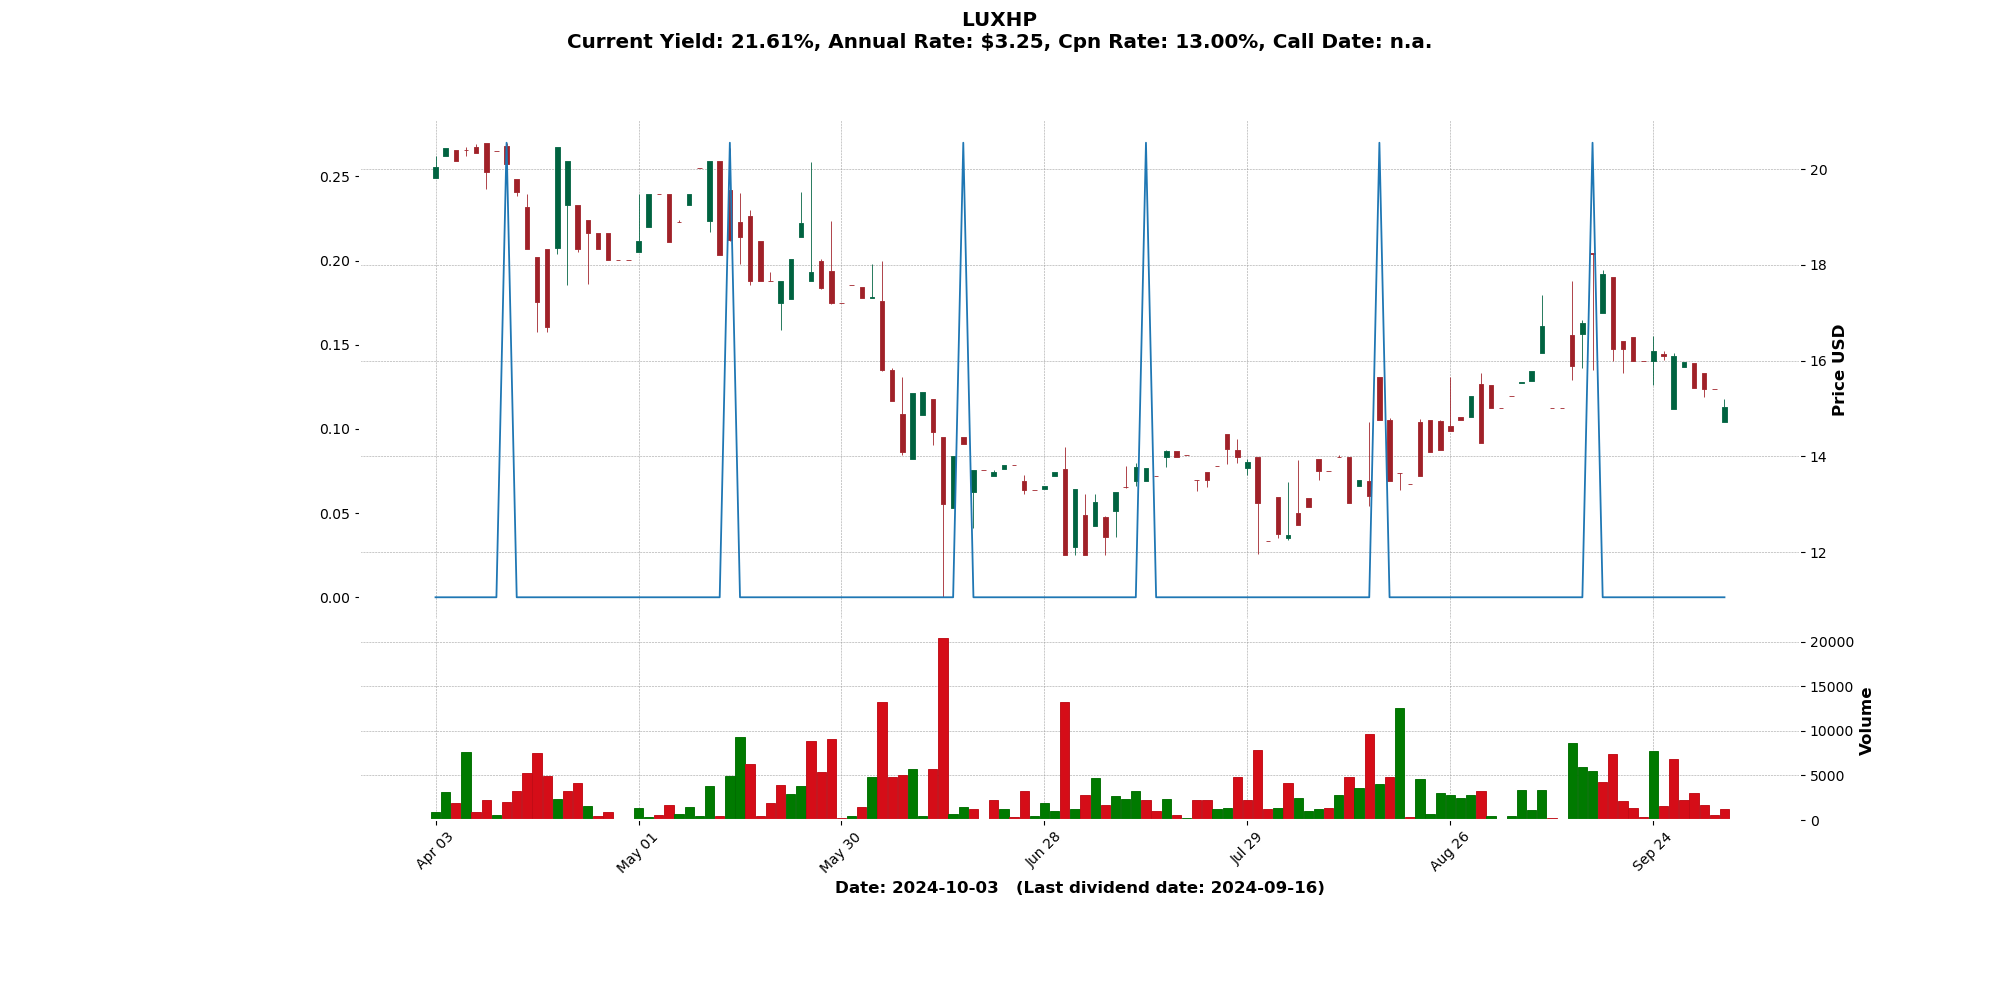 LUXHP
Current Yield: 21.61%, Annual Rate: $3.25, Cpn Rate: 13.00%, Call Date: n.a.
0.25
0.20
0.15
0.10
0.05
0.00
20
18
16
14
12
Price USD
20000
15000
10000
5000
0
Volume
Apr 03
May 01
May 30
Jun 28
Jul 29
Aug 26
Sep 24
Date: 2024-10-03 (Last dividend date: 2024-09-16)